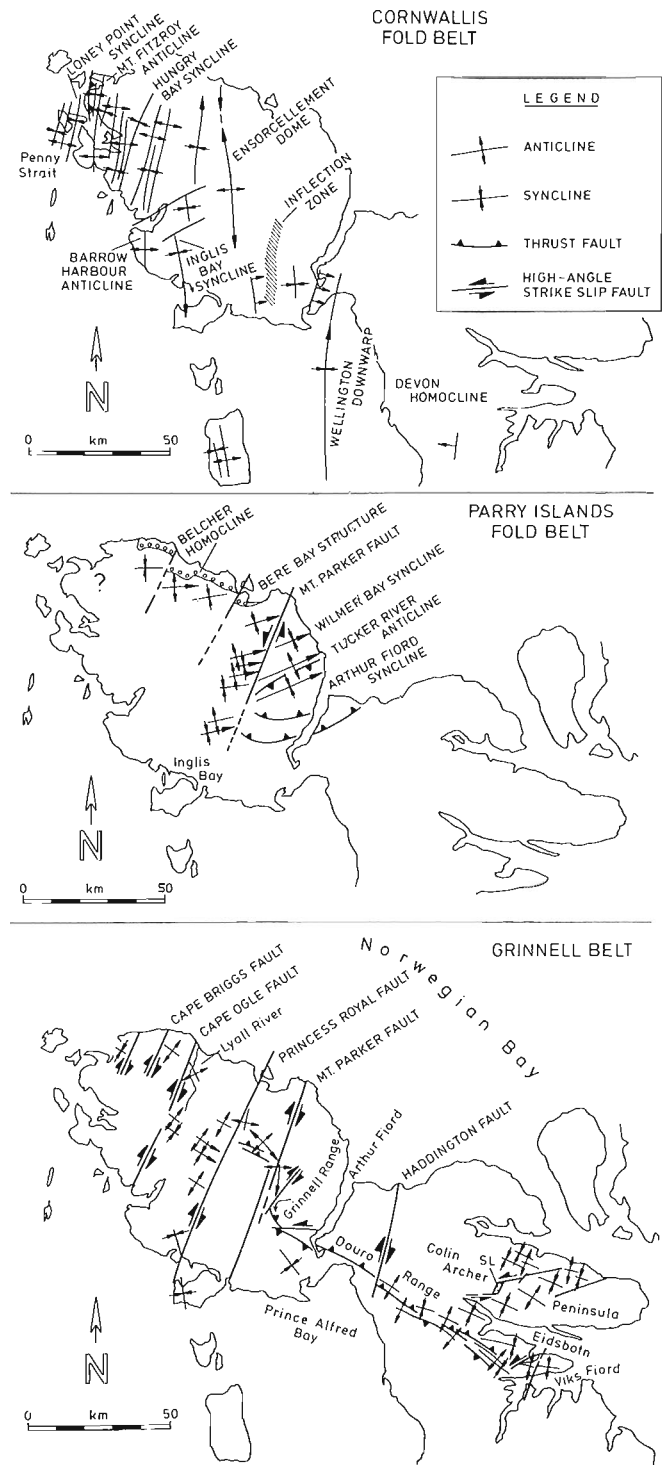 CORNWALLIS
FOLD BELT
LONEY POINT
SYNCLINE
MT. FITZROY
ANTICLINE
HUNGRY
BAY SYNCLINE
ENSORCELLEMENT
DOME
INFLECTION
ZONE
Penny
Strait
BARROW
HARBOUR
ANTICLINE
INGLIS
BAY
SYNCLINE
WELLINGTON
DOWNWARP
DEVON
HOMOCLINE
LEGEND
ANTICLINE
SYNCLINE
THRUST FAULT
HIGH-ANGLE
STRIKE SLIP FAULT
N
0 km 50
PARRY ISLANDS
FOLD BELT
BELCHER
HOMOCLINE
BERE BAY STRUCTURE
MT. PARKER FAULT
WILMER BAY SYNCLINE
TUCKER RIVER
ANTICLINE
ARTHUR FIORD
SYNCLINE
?
Inglis
Bay
N
0 km 50
GRINNELL BELT
Norwegian
Bay
CAPE BRIGGS FAULT
CAPE OGLE FAULT
Lyall River
PRINCESS ROYAL FAULT
MT. PARKER FAULT
Grinnell Range
Arthur Fiord
HADDINGTON FAULT
Douro
Range
Colin
Archer
SL
Peninsula
Prince Alfred
Bay
Eidsbotn
Viks Fiord
N
0 km 50